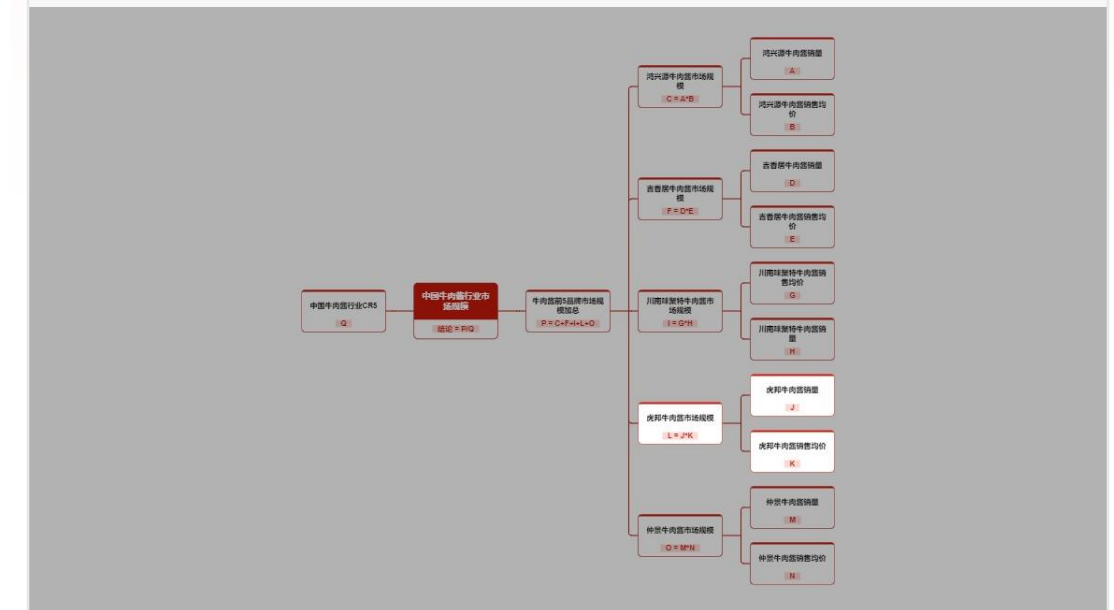 鸿兴源牛肉酱销量
A
鸿兴源牛肉酱市场规
模
C = A*B
鸿兴源牛肉酱销售均
价
B
吉香居牛肉酱销量
D
吉香居牛肉酱市场规
模
F = D*E
吉香居牛肉酱销售均
价
E
川南味聚特牛肉酱销
售均价
G
中国牛肉酱行业CR5
Q
中国牛肉酱行业市
场规模
结论 = P/Q
牛肉酱前5品牌市场规
模加总
P = C+F+I+L+O
川南味聚特牛肉酱市
场规模
I = G*H
川南味聚特牛肉酱销
量
H
虎邦牛肉酱销量
J
虎邦牛肉酱市场规模
L = J*K
虎邦牛肉酱销售均价
K
仲景牛肉酱销量
M
仲景牛肉酱市场规模
O = M*N
仲景牛肉酱销售均价
N